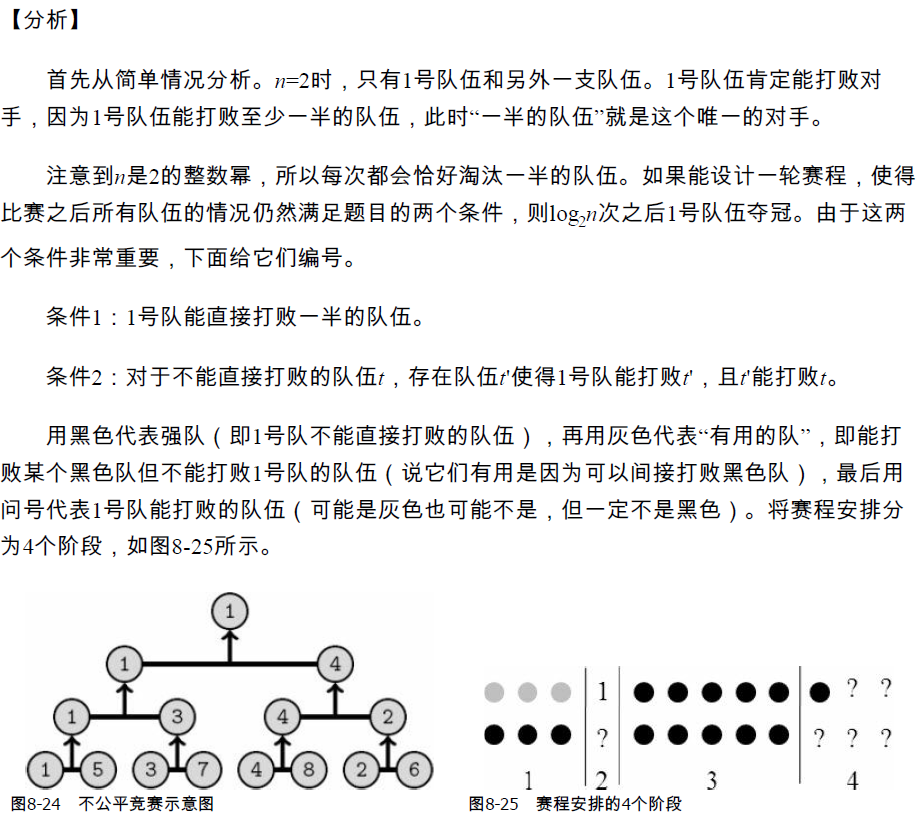 【分析】
首先从简单情况分析。n=2时，只有1号队伍和另外一支队伍。1号队伍肯定能打败对
手，因为1号队伍能打败至少一半的队伍，此时“一半的队伍”就是这个唯一的对手。
注意到n是2的整数幂，所以每次都会恰好淘汰一半的队伍。如果能设计一轮赛程，使得
比赛之后所有队伍的情况仍然满足题目的两个条件，则log₂n次之后1号队伍夺冠。由于这两
个条件非常重要，下面给它们编号。
条件1：1号队能直接打败一半的队伍。
条件2：对于不能直接打败的队伍t，存在队伍t'使得1号队能打败t'，且t'能打败t。
用黑色代表强队（即1号队不能直接打败的队伍），再用灰色代表“有用的队”，即能打
败某个黑色队但不能打败1号队的队伍（说它们有用是因为可以间接打败黑色队），最后用
问号代表1号队能打败的队伍（可能是灰色也可能不是，但一定不是黑色）。将赛程安排分
为4个阶段，如图8-25所示。
1
1 4
1 3 4 2
1 5 3 7 4 8 2 6
图8-24 不公平竞赛示意图
1 ? ?
? ? ? ?
1 2 3 4
图8-25 赛程安排的4个阶段